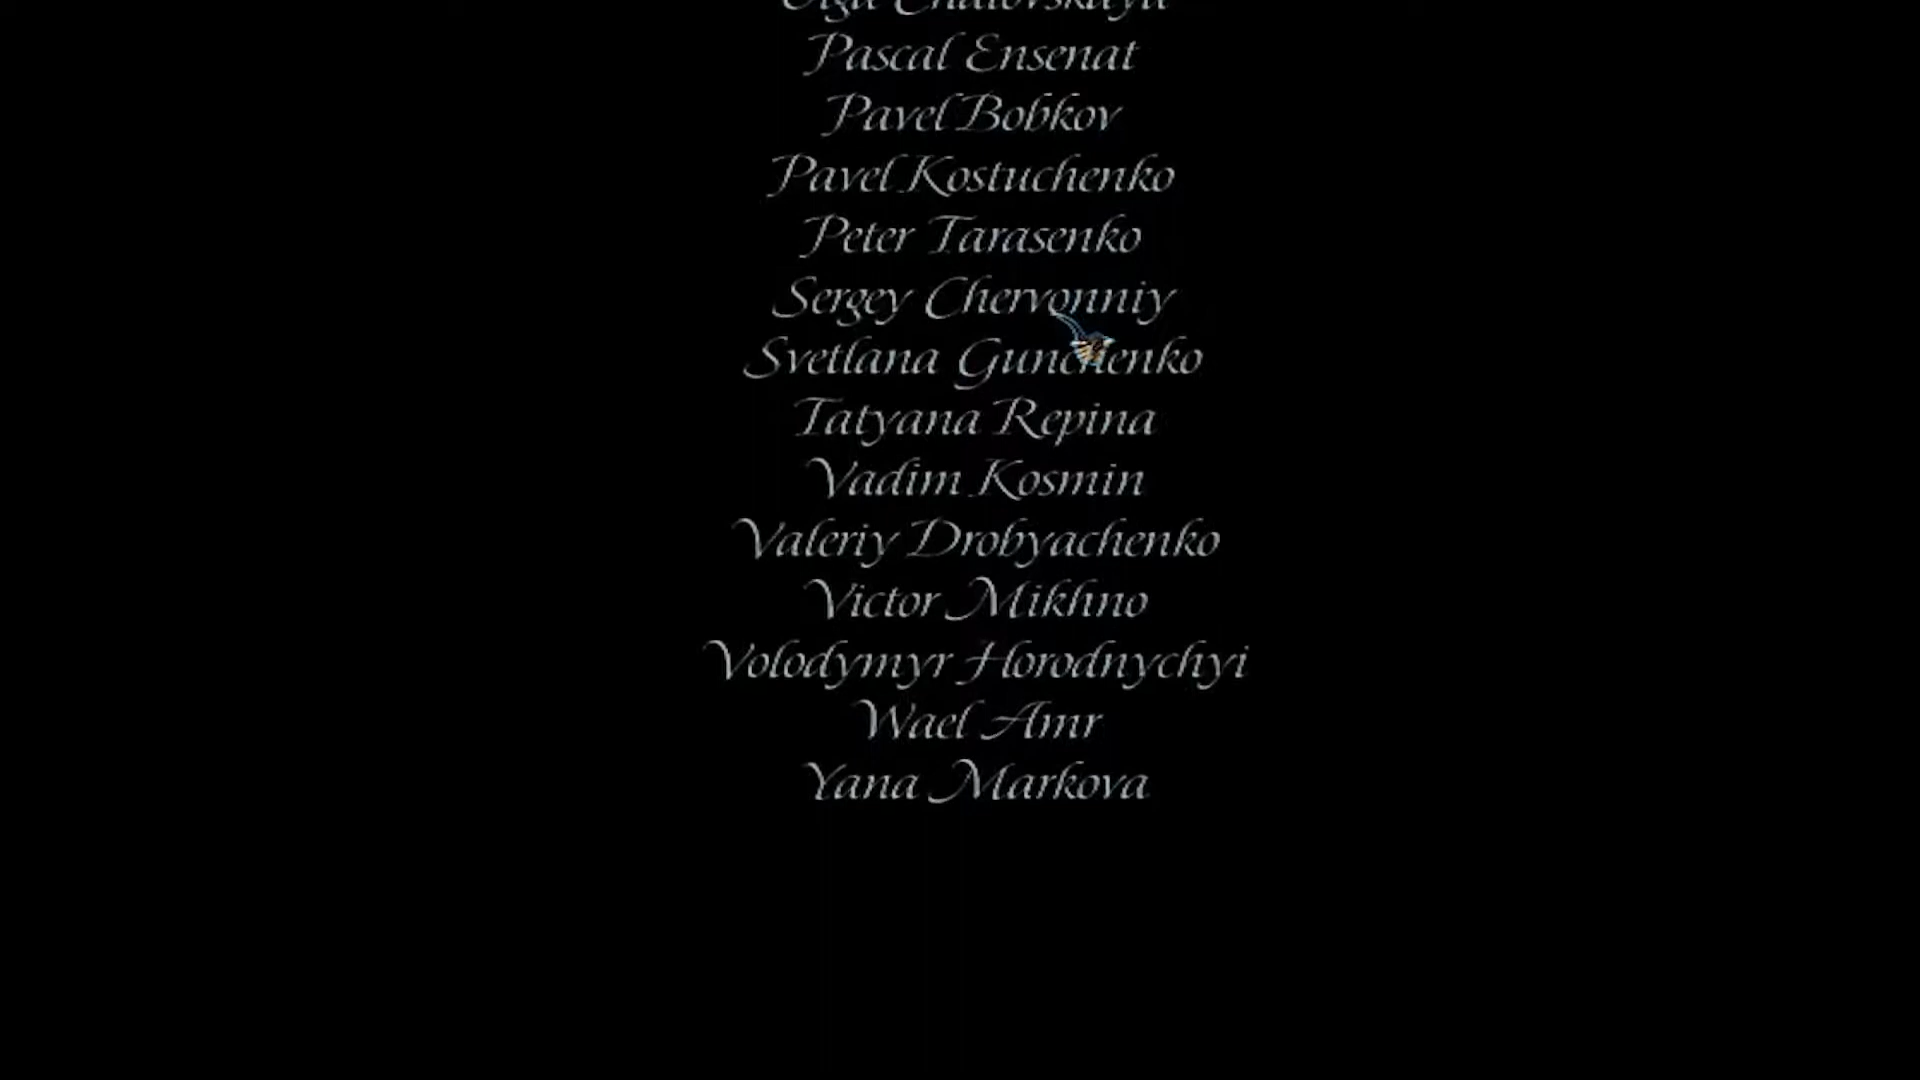 Pascal Ensenat
Pavel Bobkov
Pavel Kostuchenko
Peter Tarasenko
Sergey Chervonniy
Svetlana Gunchenko
Tatyana Repina
Vadim Kosmin
Valeriy Drobyachenko
Victor Mikhno
Volodymyr Horodnychyi
Wael Amr
Yana Markova